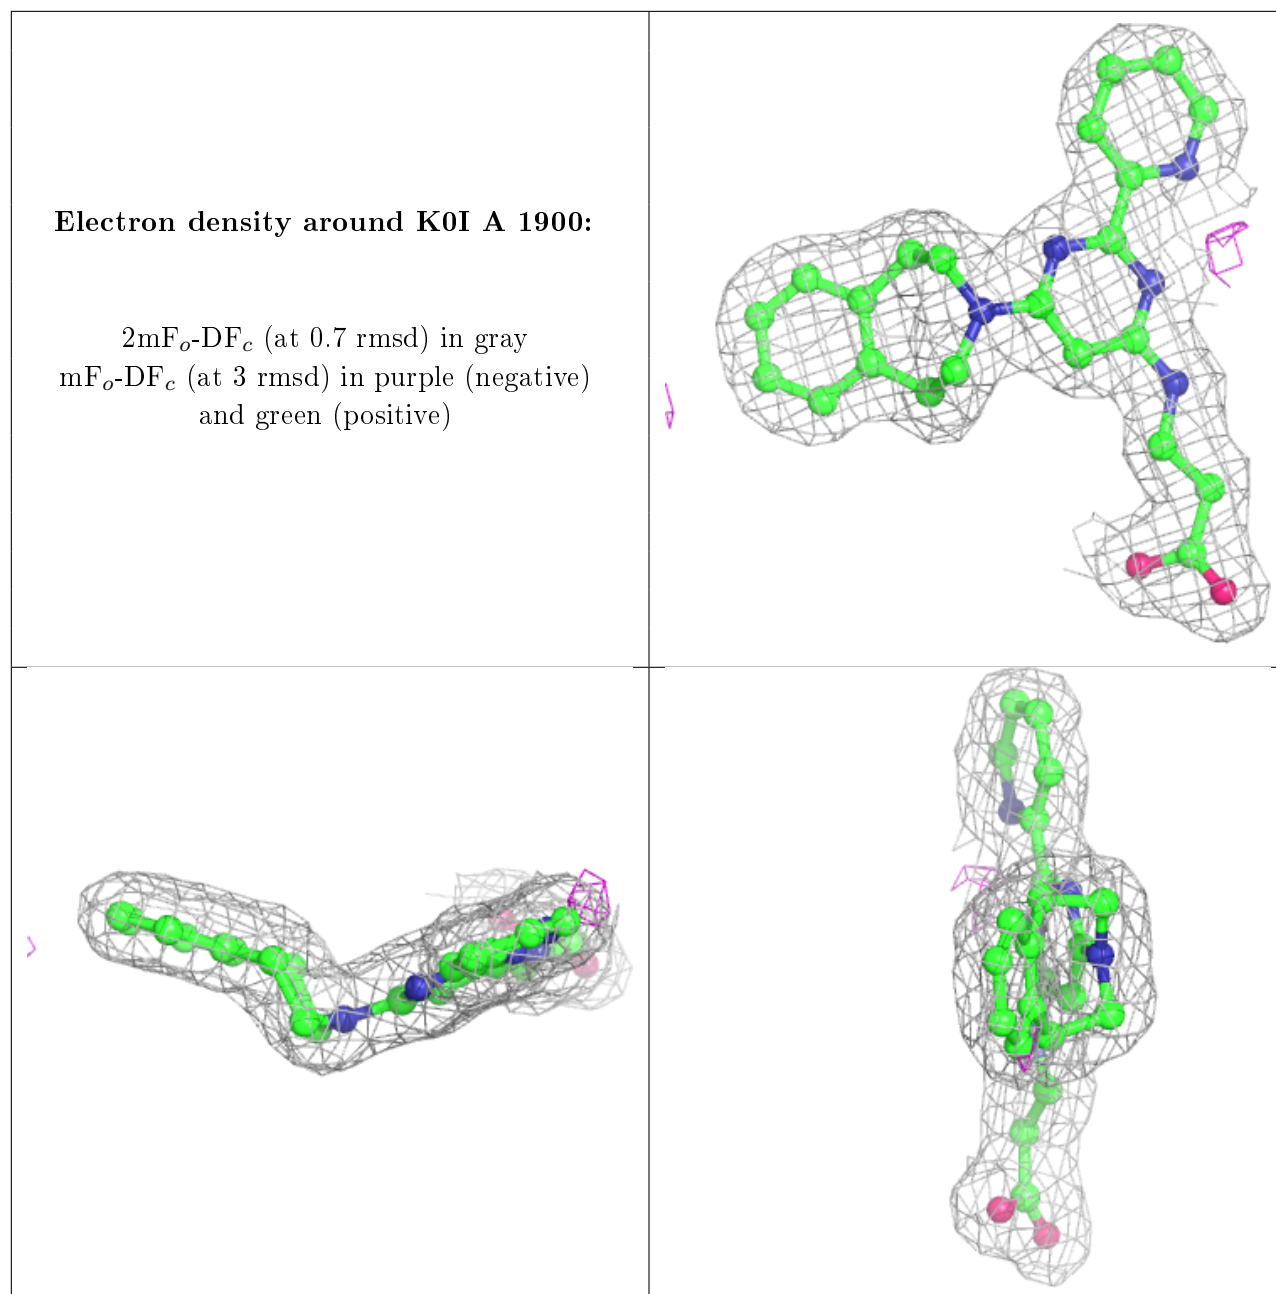 Electron density around K0I A 1900:
2mFₒ-DF𝒸 (at 0.7 rmsd) in gray
mFₒ-DF𝒸 (at 3 rmsd) in purple (negative)
and green (positive)